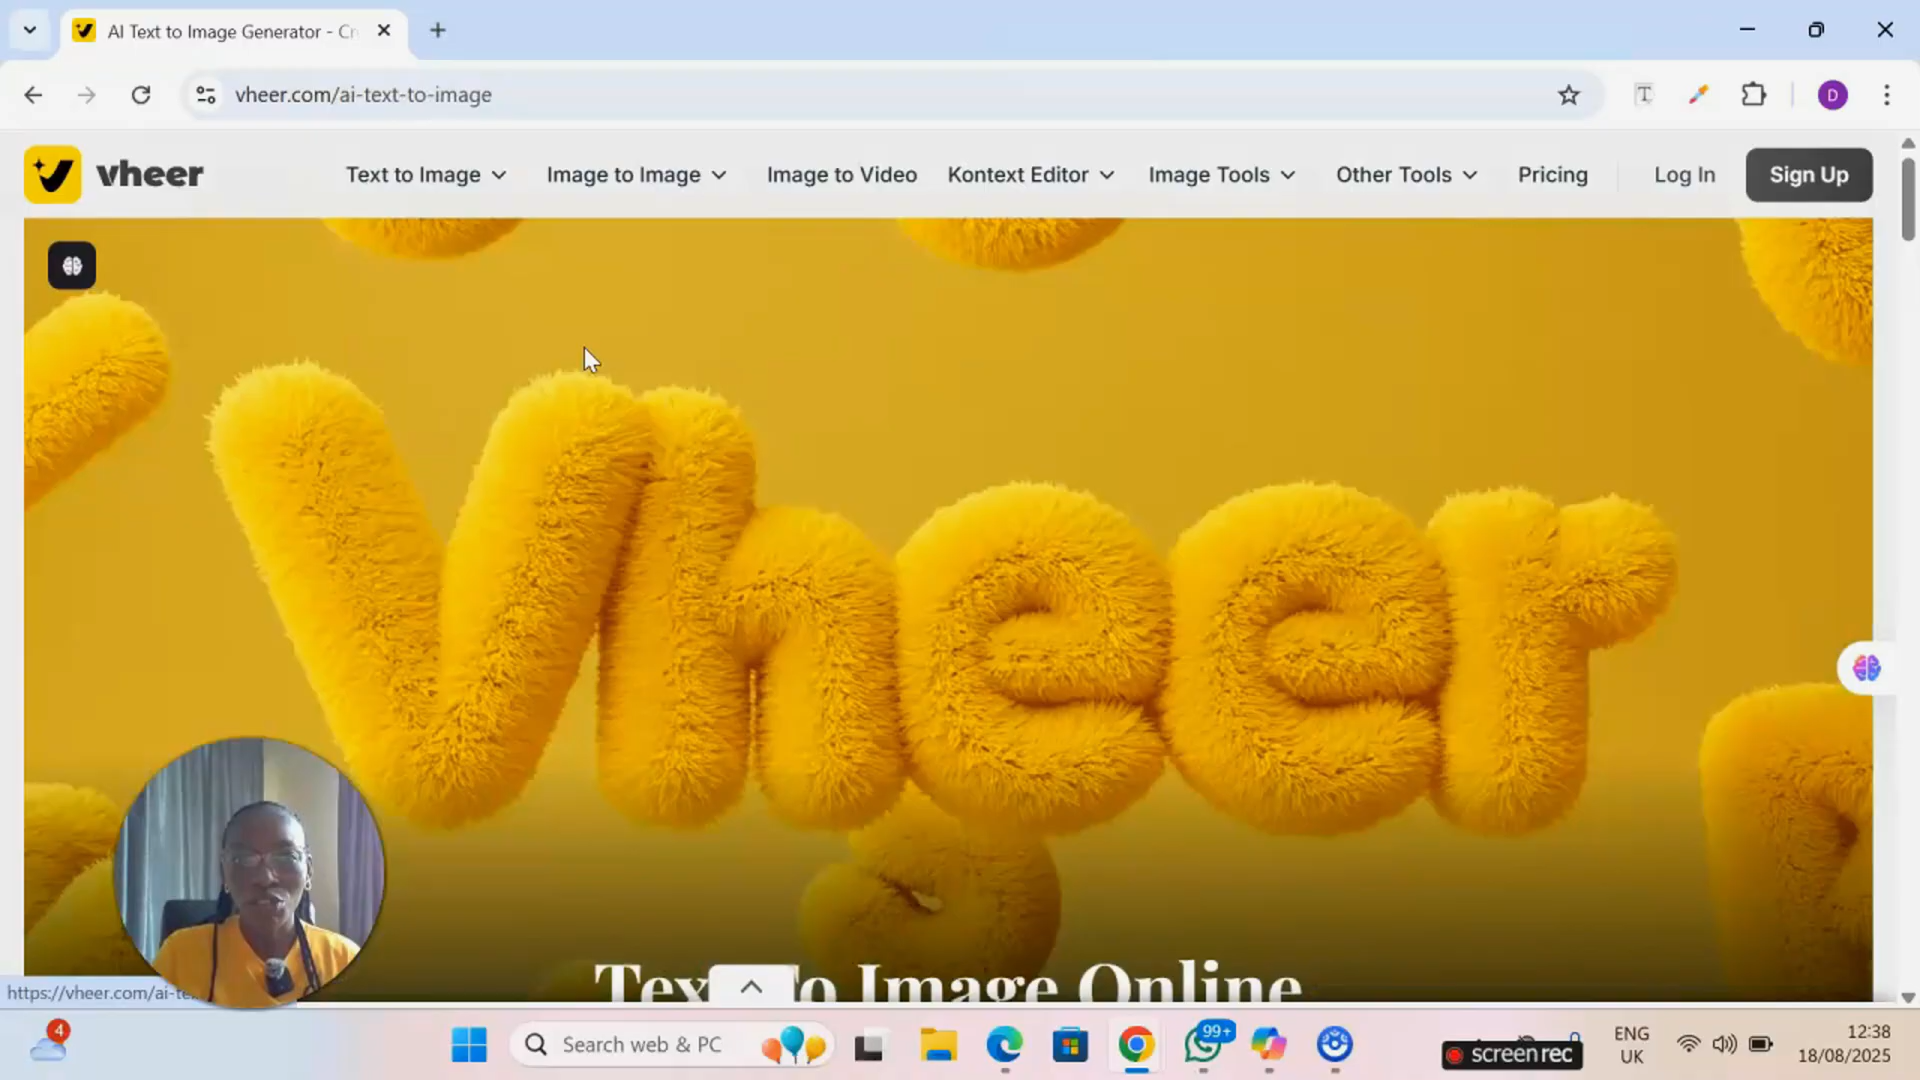 AI Text to Image Generator - Cr
vheer.com/ai-text-to-image
D
vheer
Text to Image
Image to Image
Image to Video
Kontext Editor
Image Tools
Other Tools
Pricing
Log In
Sign Up
Vheer
Text To Image Online
https://vheer.com/ai-te
4
Search web & PC
99+
screenrec
ENG
UK
12:38
18/08/2025